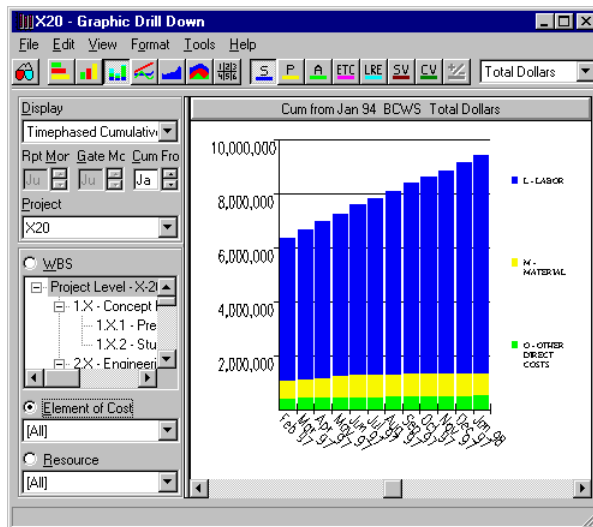 X20 - Graphic Drill Down
File Edit View Format Tools Help
S P A ETC LRE SV CV +/- Total Dollars
Display
Timephased Cumulativ
Rpt Mor Gate Mc Cum Fro
Ju Ju Ja
Project
X20
WBS
Project Level - X-2
1.X - Concept
1.X.1 - Pre
1.X.2 - Stu
2.X - Engineeri
Element of Cost
[All]
Resource
[All]
Cum from Jan 94 BCWS Total Dollars
10,000,000
8,000,000
6,000,000
4,000,000
2,000,000
Feb 97 Mar 97 Apr 97 May 97 Jun 97 Jul 97 Aug 97 Sep 97 Oct 97 Nov 97 Dec 97 Jan 98
L - LABOR
M -
MATERIAL
O - OTHER
DIRECT
COSTS